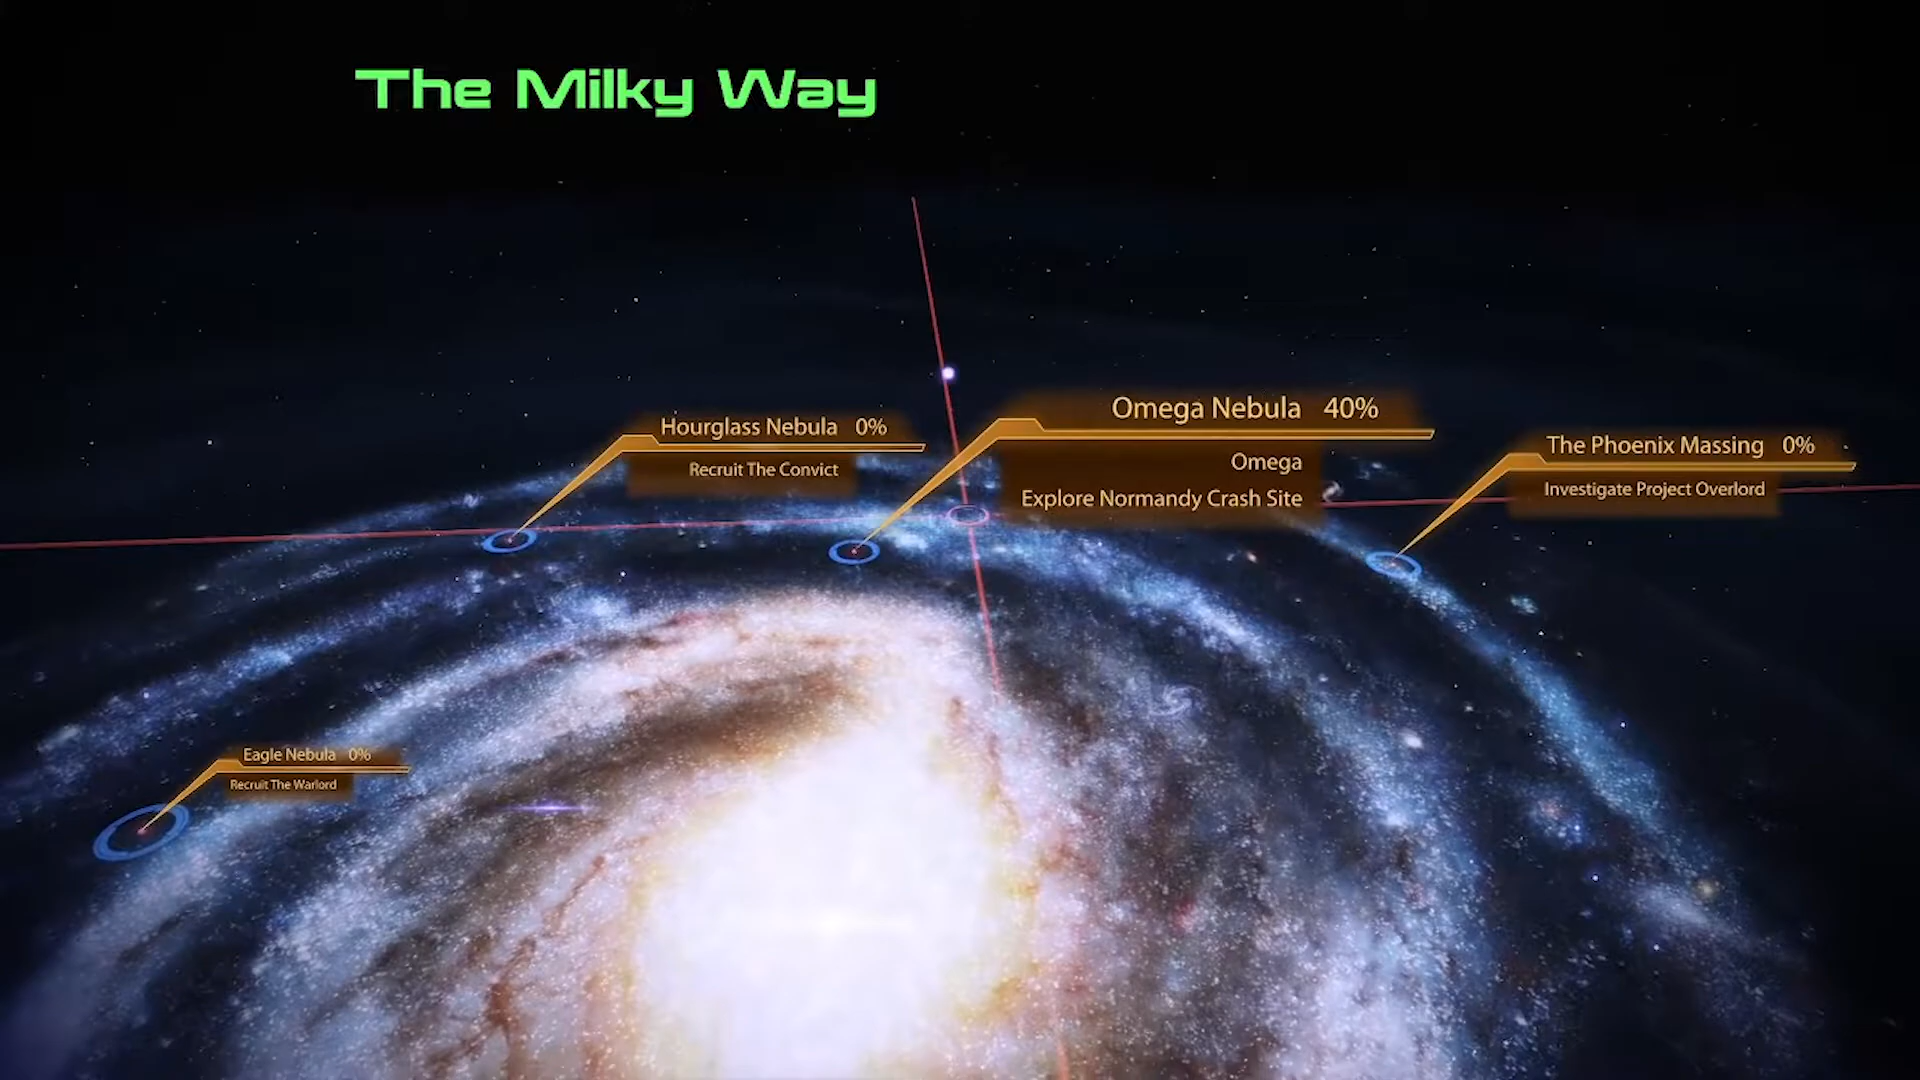 The Milky Way
Hourglass Nebula 0%
Recruit The Convict
Omega Nebula 40%
Omega
Explore Normandy Crash Site
The Phoenix Massing 0%
Investigate Project Overlord
Eagle Nebula 0%
Recruit The Warlord